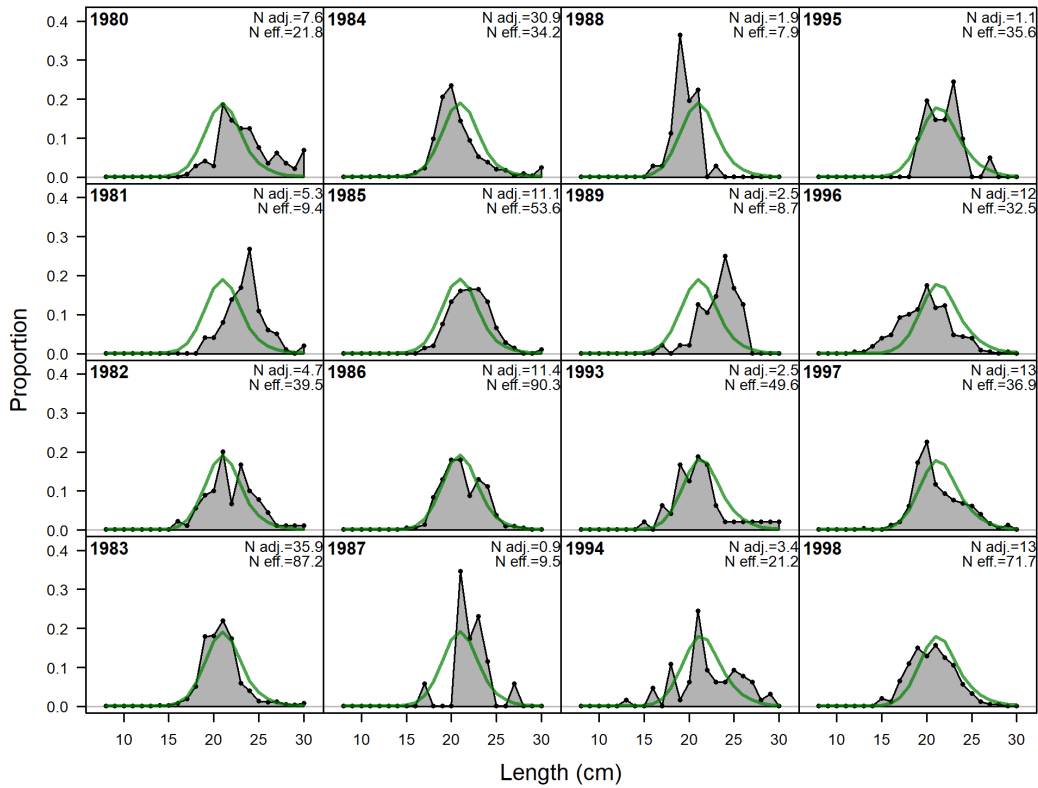 1980 N adj.=7.6
N eff.=21.8
1984 N adj.=30.9
N eff.=34.2
1988 N adj.=1.9
N eff.=7.9
1995 N adj.=1.1
N eff.=35.6
0.4
0.3
0.2
0.1
0.0
1981 N adj.=5.3
N eff.=9.4
1985 N adj.=11.1
N eff.=53.6
1989 N adj.=2.5
N eff.=8.7
1996 N adj.=12
N eff.=32.5
0.4
0.3
0.2
0.1
0.0
1982 N adj.=4.7
N eff.=39.5
1986 N adj.=11.4
N eff.=90.3
1993 N adj.=2.5
N eff.=49.6
1997 N adj.=13
N eff.=36.9
0.4
0.3
0.2
0.1
0.0
1983 N adj.=35.9
N eff.=87.2
1987 N adj.=0.9
N eff.=9.5
1994 N adj.=3.4
N eff.=21.2
1998 N adj.=13
N eff.=71.7
0.4
0.3
0.2
0.1
0.0
10 15 20 25 30
10 15 20 25 30
10 15 20 25 30
10 15 20 25 30
Proportion
Length (cm)